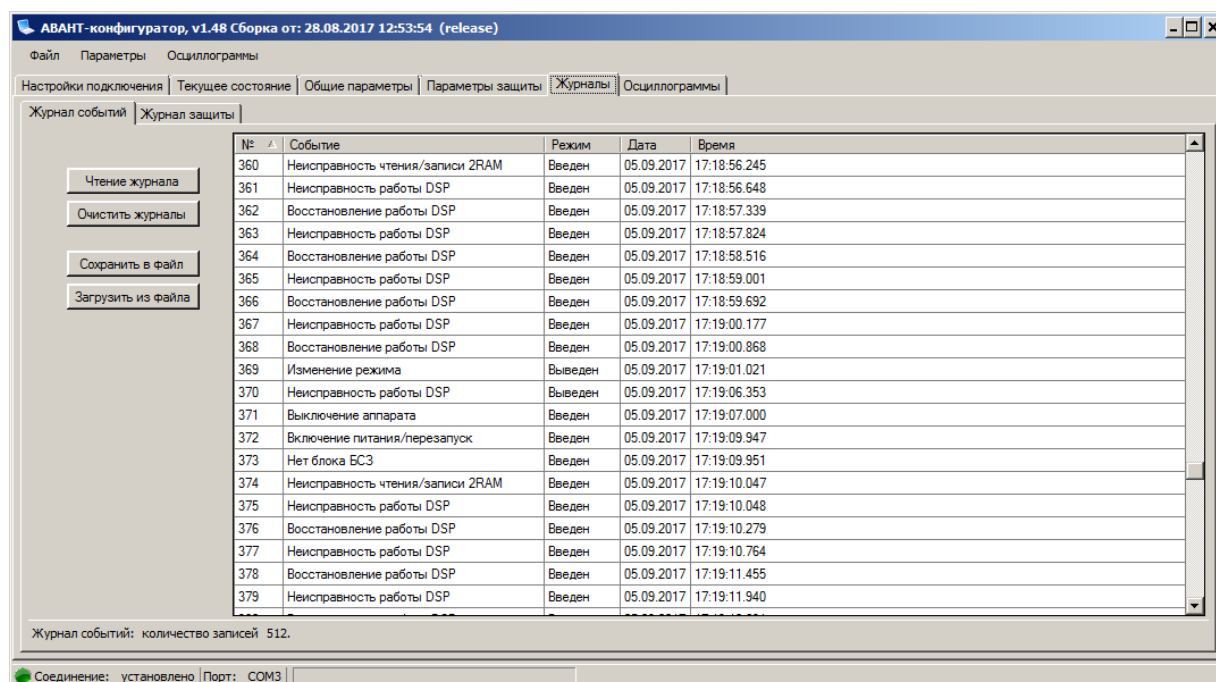 АВАНТ-конфигуратор, v1.48 Сборка от: 28.08.2017 12:53:54 (release)
Файл Параметры Осциллограммы
Настройки подключения Текущее состояние Общие параметры Параметры защиты Журналы Осциллограммы
Журнал событий Журнал защиты
№ Событие Режим Дата Время
360 Неисправность чтения/записи 2RAM Введен 05.09.2017 17:18:56.245
Чтение журнала
361 Неисправность работы DSP Введен 05.09.2017 17:18:56.648
Очистить журналы
362 Восстановление работы DSP Введен 05.09.2017 17:18:57.339
363 Неисправность работы DSP Введен 05.09.2017 17:18:57.824
364 Восстановление работы DSP Введен 05.09.2017 17:18:58.516
Сохранить в файл
365 Неисправность работы DSP Введен 05.09.2017 17:18:59.001
Загрузить из файла
366 Восстановление работы DSP Введен 05.09.2017 17:18:59.692
367 Неисправность работы DSP Введен 05.09.2017 17:19:00.177
368 Восстановление работы DSP Введен 05.09.2017 17:19:00.868
369 Изменение режима Выведен 05.09.2017 17:19:01.021
370 Неисправность работы DSP Выведен 05.09.2017 17:19:06.353
371 Выключение аппарата Введен 05.09.2017 17:19:07.000
372 Включение питания/перезапуск Введен 05.09.2017 17:19:09.947
373 Нет блока БСЗ Введен 05.09.2017 17:19:09.951
374 Неисправность чтения/записи 2RAM Введен 05.09.2017 17:19:10.047
375 Неисправность работы DSP Введен 05.09.2017 17:19:10.048
376 Восстановление работы DSP Введен 05.09.2017 17:19:10.279
377 Неисправность работы DSP Введен 05.09.2017 17:19:10.764
378 Восстановление работы DSP Введен 05.09.2017 17:19:11.455
379 Неисправность работы DSP Введен 05.09.2017 17:19:11.940
Журнал событий: количество записей 512.
Соединение: установлено Порт: COM3